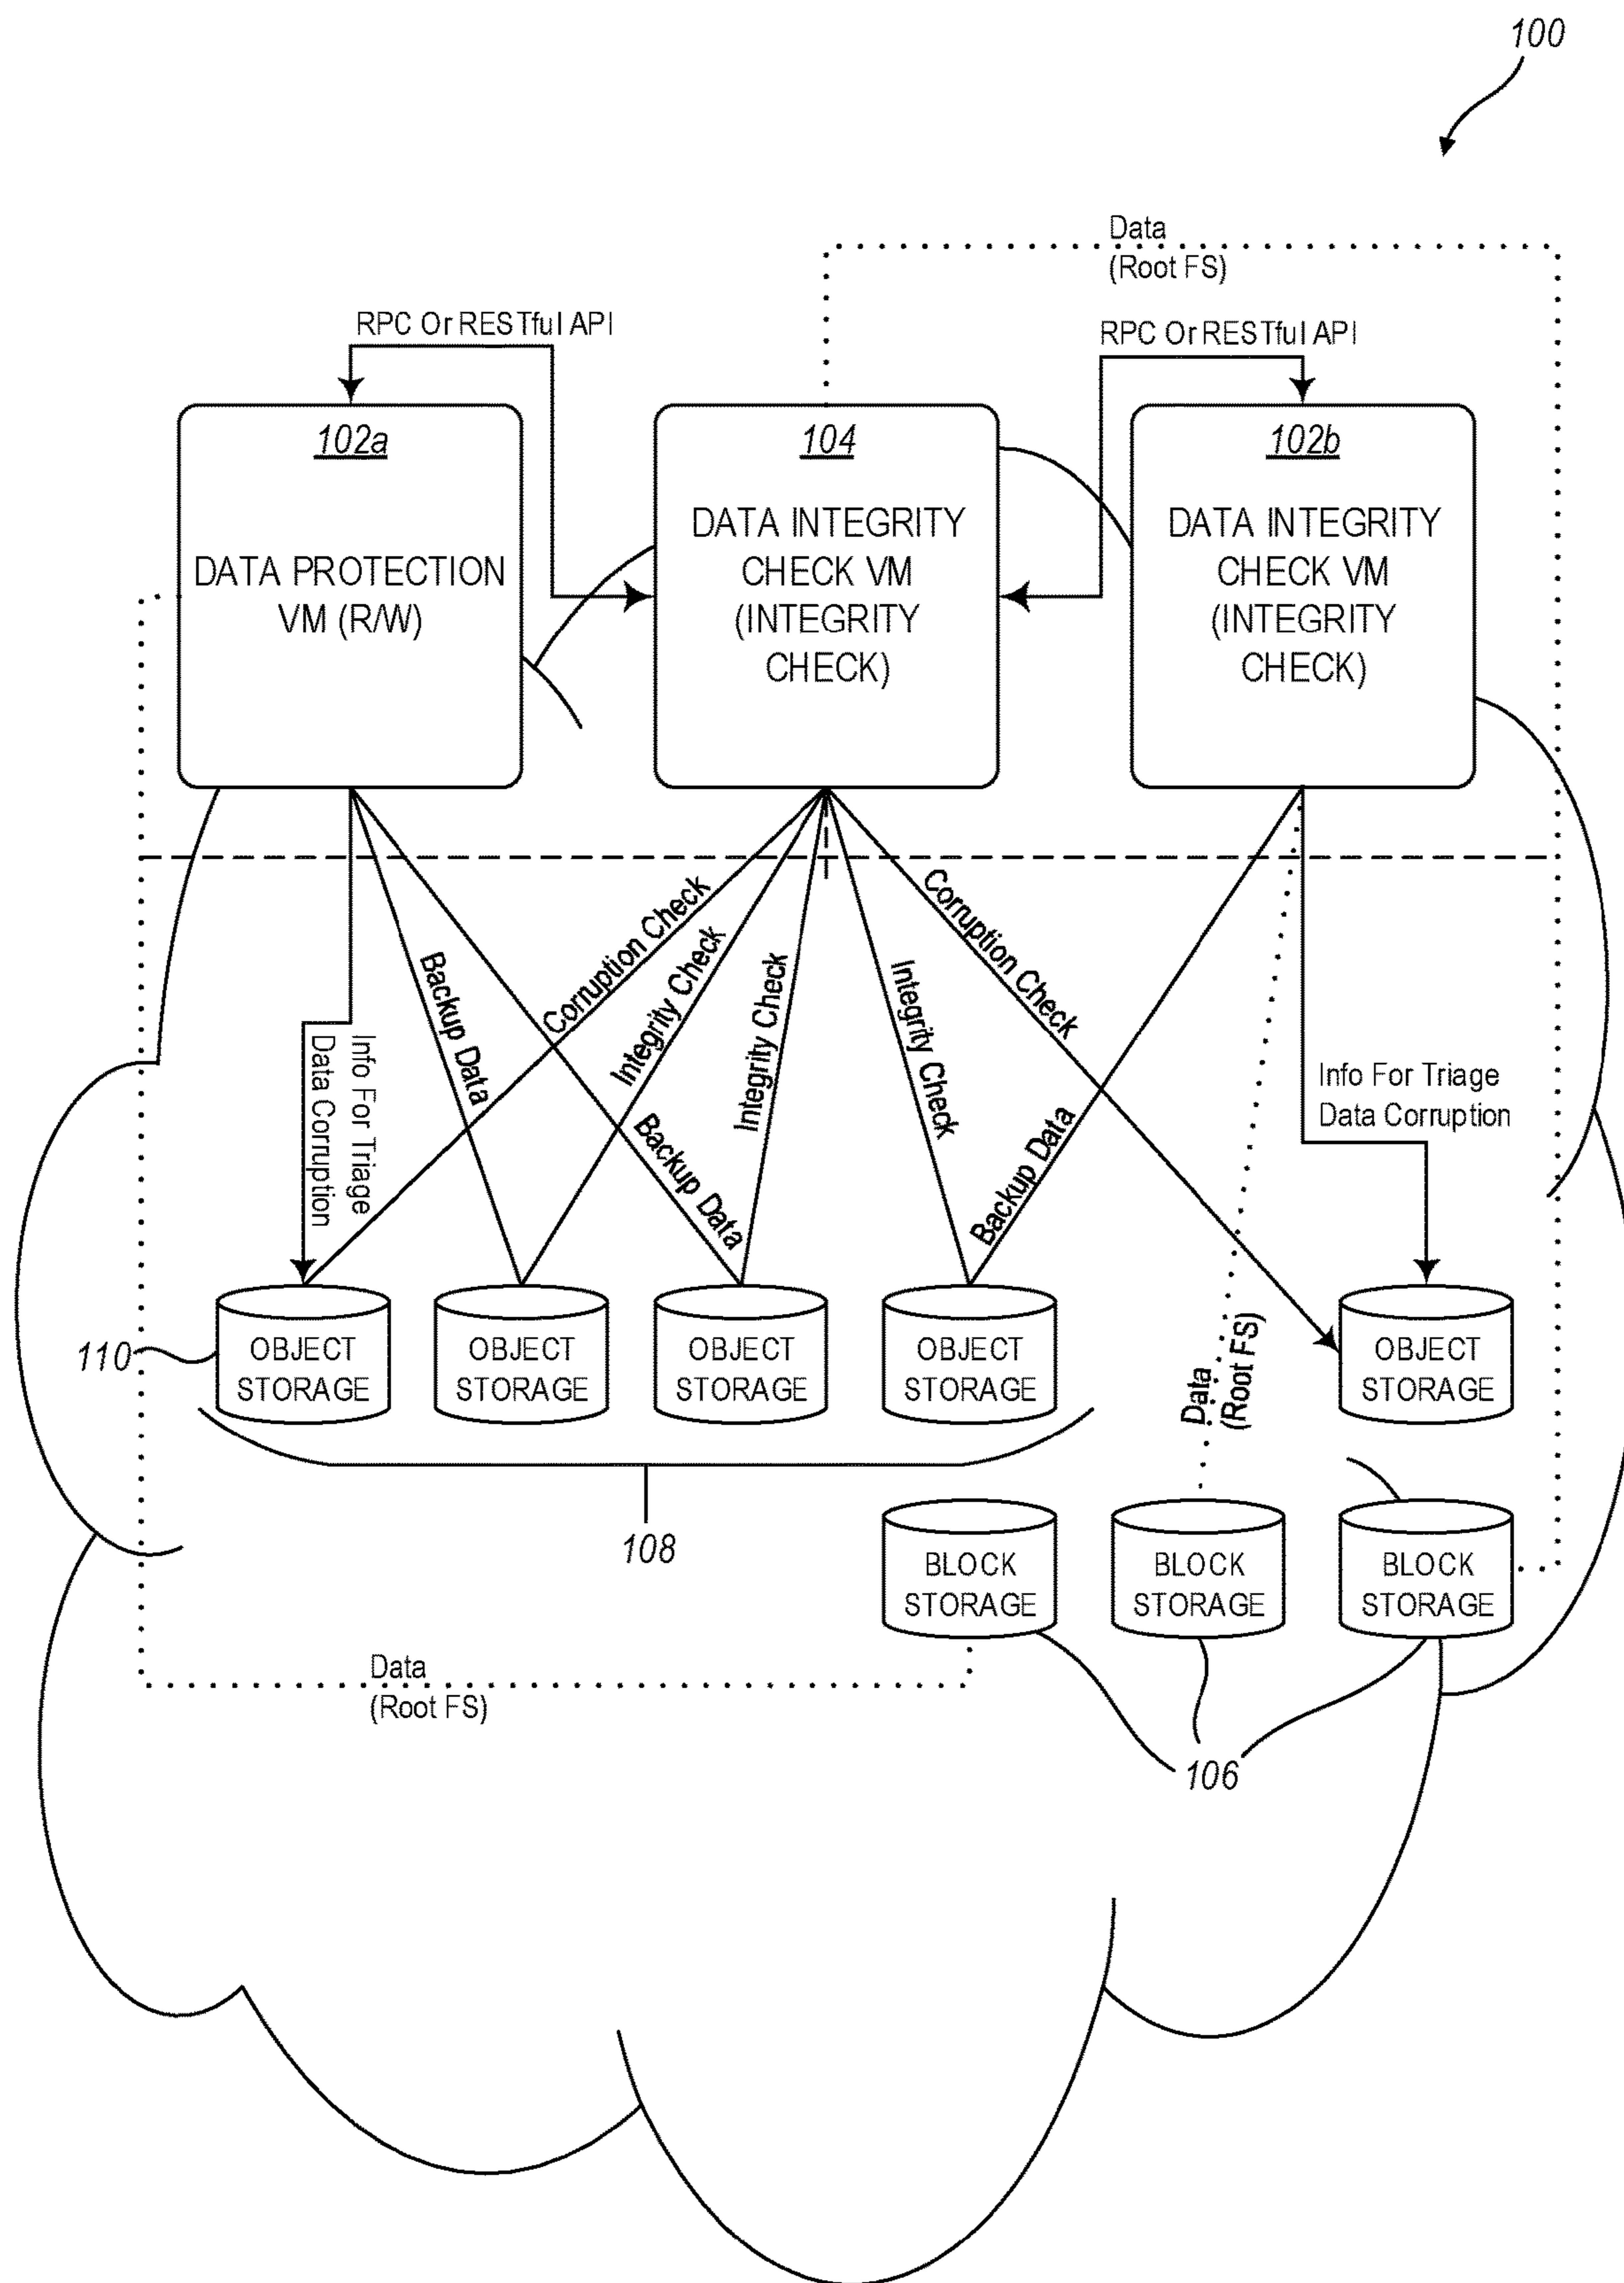 100
Data
(Root FS)
RPC Or RESTful API
RPC Or RESTful API
102a
DATA PROTECTION
VM (R/W)
104
DATA INTEGRITY
CHECK VM
(INTEGRITY
CHECK)
102b
DATA INTEGRITY
CHECK VM
(INTEGRITY
CHECK)
Info For Triage
Data Corruption
Backup Data
Backup Data
Corruption Check
Integrity Check
Integrity Check
Integrity Check
Corruption Check
Backup Data
Info For Triage
Data Corruption
Data
(Root FS)
110
OBJECT
STORAGE
OBJECT
STORAGE
OBJECT
STORAGE
OBJECT
STORAGE
OBJECT
STORAGE
108
BLOCK
STORAGE
BLOCK
STORAGE
BLOCK
STORAGE
Data
(Root FS)
106